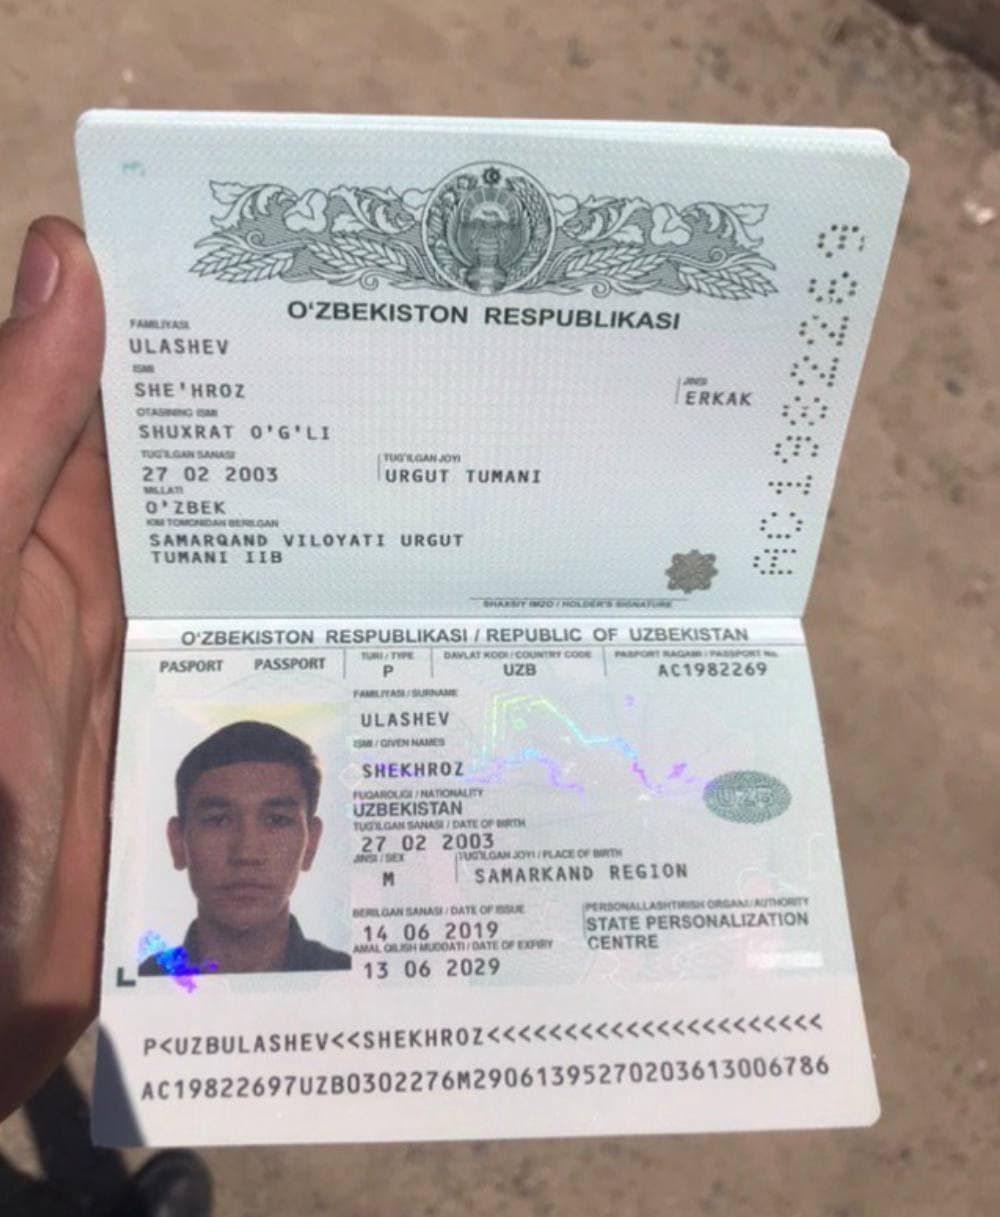 O'ZBEKISTON RESPUBLIKASI
FAMILIYASI
ULASHEV
ISMI
SHE'HROZ
JINSI
ERKAK
OTASINING ISMI
SHUXRAT O'G'LI
TUG'ILGAN SANASI
27 02 2003
TUG'ILGAN JOYI
URGUT TUMANI
MILLATI
O'ZBEK
KIM TOMONIDAN BERILGAN
SAMARQAND VILOYATI URGUT
TUMANI IIB
AC1982269
SHAXSIY IMZO / HOLDER'S SIGNATURE
O'ZBEKISTON RESPUBLIKASI / REPUBLIC OF UZBEKISTAN
PASPORT PASSPORT
TURI / TYPE
P
DAVLAT KODI / COUNTRY CODE
UZB
PASPORT RAQAMI / PASSPORT No.
AC1982269
FAMILIYASI / SURNAME
ULASHEV
ISMI / GIVEN NAMES
SHEKHROZ
FUQAROLIGI / NATIONALITY
UZBEKISTAN
TUG'ILGAN SANASI / DATE OF BIRTH
27 02 2003
JINSI / SEX
M
TUG'ILGAN JOYI / PLACE OF BIRTH
SAMARKAND REGION
BERILGAN SANASI / DATE OF ISSUE
14 06 2019
PERSONALLASHTIRISH ORGANI / AUTHORITY
STATE PERSONALIZATION
CENTRE
AMAL QILISH MUDDATI / DATE OF EXPIRY
13 06 2029
UZB
P<UZBULASHEV<<SHEKHROZ<<<<<<<<<<<<<<<<<<<<<<
AC19822697UZB0302276M29061395270203613006786